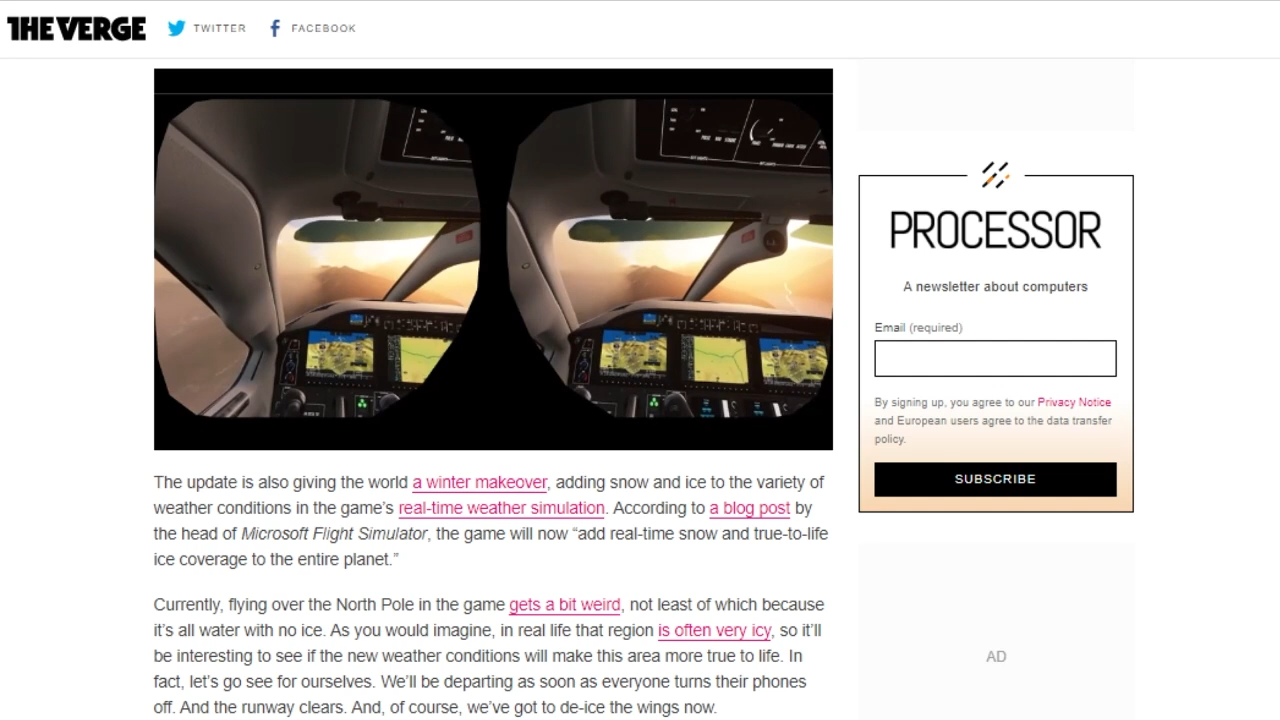 THE VERGE
TWITTER
FACEBOOK
The update is also giving the world a winter makeover, adding snow and ice to the variety of
weather conditions in the game's real-time weather simulation. According to a blog post by
the head of Microsoft Flight Simulator, the game will now “add real-time snow and true-to-life
ice coverage to the entire planet.”
Currently, flying over the North Pole in the game gets a bit weird, not least of which because
it's all water with no ice. As you would imagine, in real life that region is often very icy, so it'll
be interesting to see if the new weather conditions will make this area more true to life. In
fact, let's go see for ourselves. We'll be departing as soon as everyone turns their phones
off. And the runway clears. And, of course, we've got to de-ice the wings now.
PROCESSOR
A newsletter about computers
Email (required)
By signing up, you agree to our Privacy Notice
and European users agree to the data transfer
policy.
SUBSCRIBE
AD